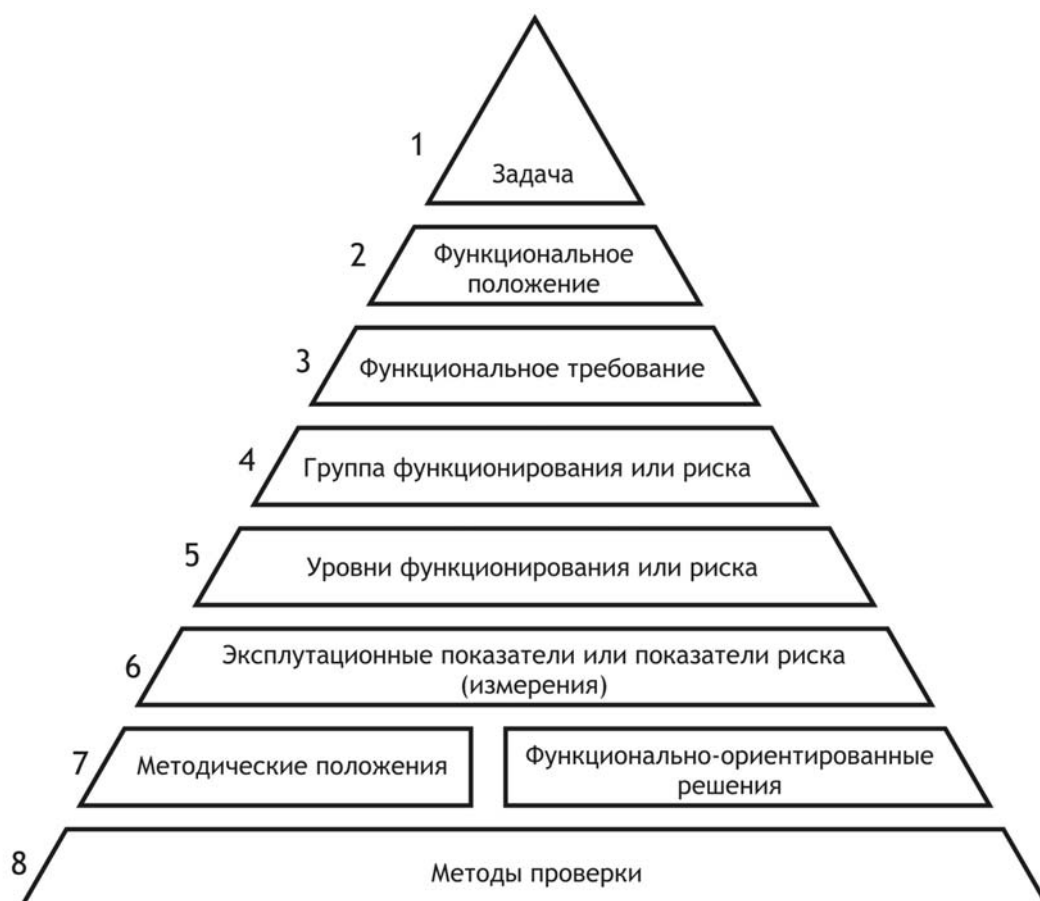 1
Задача
2
Функциональное
положение
3
Функциональное требование
4
Группа функционирования или риска
5
Уровни функционирования или риска
6
Эксплутационные показатели или показатели риска
(измерения)
7
Методические положения
Функционально-ориентированные
решения
8
Методы проверки